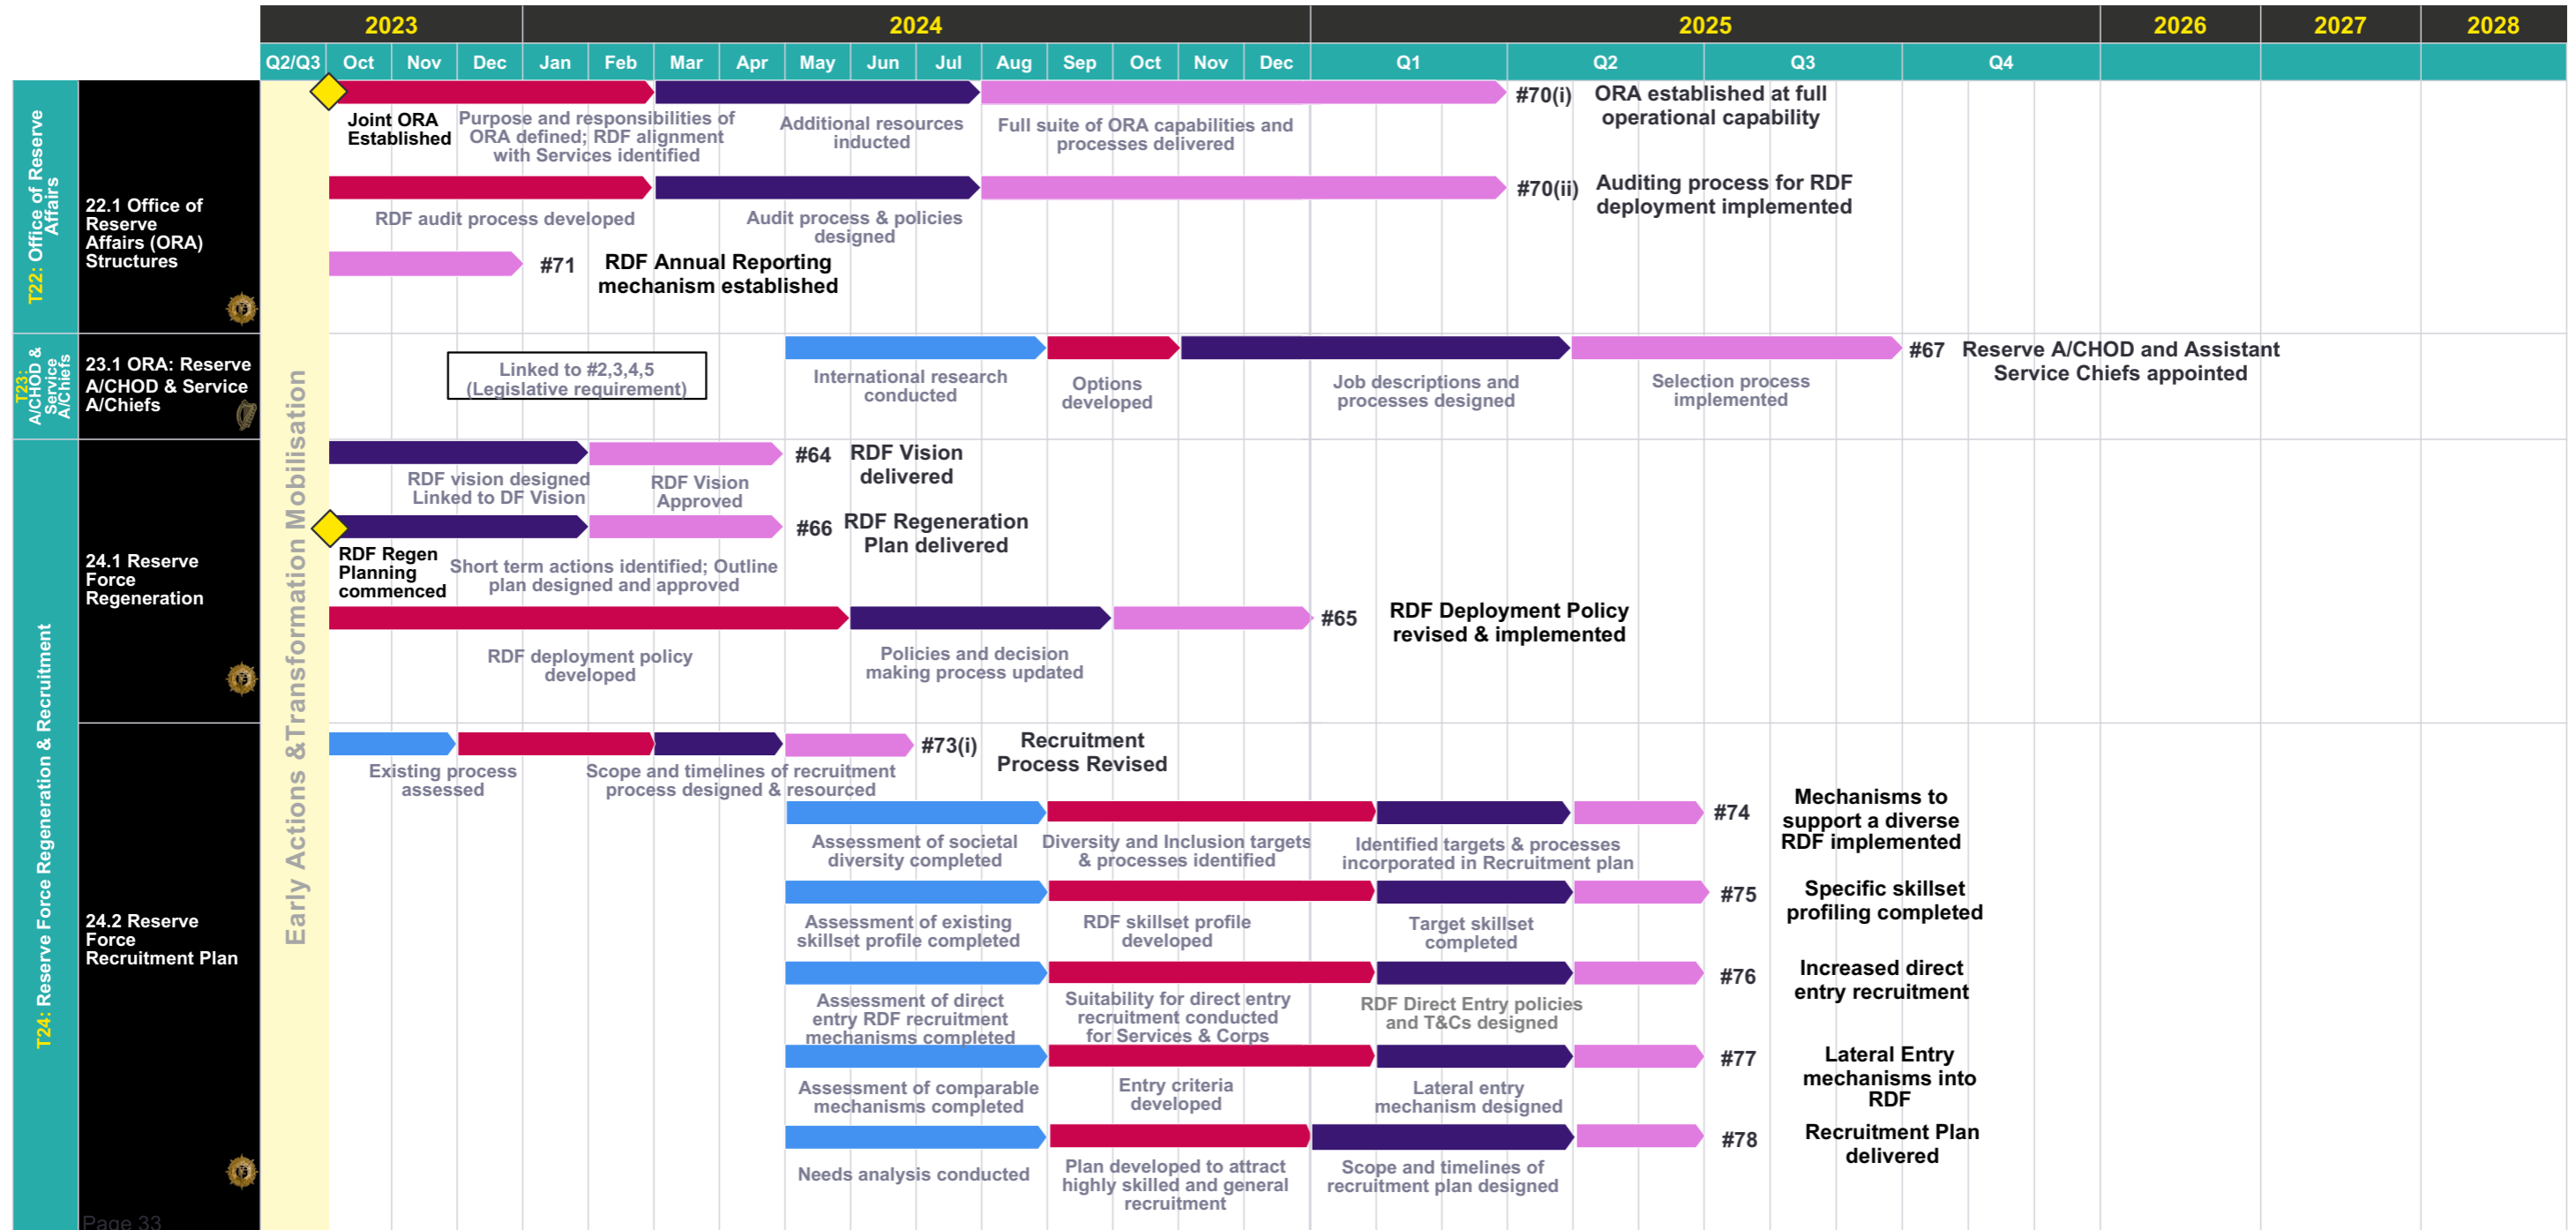 2023
2024
2025
2026
2027
2028
Q2/Q3
Oct
Nov
Dec
Jan
Feb
Mar
Apr
May
Jun
Jul
Aug
Sep
Oct
Nov
Dec
Q1
Q2
Q3
Q4
Early Actions &Transformation Mobilisation
T22: Office of Reserve
Affairs
22.1 Office of
Reserve
Affairs (ORA)
Structures
Joint ORA
Established
Purpose and responsibilities of
ORA defined; RDF alignment
with Services identified
Additional resources
inducted
Full suite of ORA capabilities and
processes delivered
#70(i)
ORA established at full
operational capability
RDF audit process developed
Audit process & policies
designed
#70(ii)
Auditing process for RDF
deployment implemented
#71
RDF Annual Reporting
mechanism established
T23:
A/CHOD &
Service
A/Chiefs
23.1 ORA: Reserve
A/CHOD & Service
A/Chiefs
Linked to #2,3,4,5
(Legislative requirement)
International research
conducted
Options
developed
Job descriptions and
processes designed
Selection process
implemented
#67
Reserve A/CHOD and Assistant
Service Chiefs appointed
T24: Reserve Force Regeneration & Recruitment
24.1 Reserve
Force
Regeneration
RDF vision designed
Linked to DF Vision
RDF Vision
Approved
#64
RDF Vision
delivered
RDF Regen
Planning
commenced
Short term actions identified; Outline
plan designed and approved
#66
RDF Regeneration
Plan delivered
RDF deployment policy
developed
Policies and decision
making process updated
#65
RDF Deployment Policy
revised & implemented
24.2 Reserve
Force
Recruitment Plan
Existing process
assessed
Scope and timelines of recruitment
process designed & resourced
#73(i)
Recruitment
Process Revised
Assessment of societal
diversity completed
Diversity and Inclusion targets
& processes identified
Identified targets & processes
incorporated in Recruitment plan
#74
Mechanisms to
support a diverse
RDF implemented
Assessment of existing
skillset profile completed
RDF skillset profile
developed
Target skillset
completed
#75
Specific skillset
profiling completed
Assessment of direct
entry RDF recruitment
mechanisms completed
Suitability for direct entry
recruitment conducted
for Services & Corps
RDF Direct Entry policies
and T&Cs designed
#76
Increased direct
entry recruitment
Assessment of comparable
mechanisms completed
Entry criteria
developed
Lateral entry
mechanism designed
#77
Lateral Entry
mechanisms into
RDF
Needs analysis conducted
Plan developed to attract
highly skilled and general
recruitment
Scope and timelines of
recruitment plan designed
#78
Recruitment Plan
delivered
Page 33